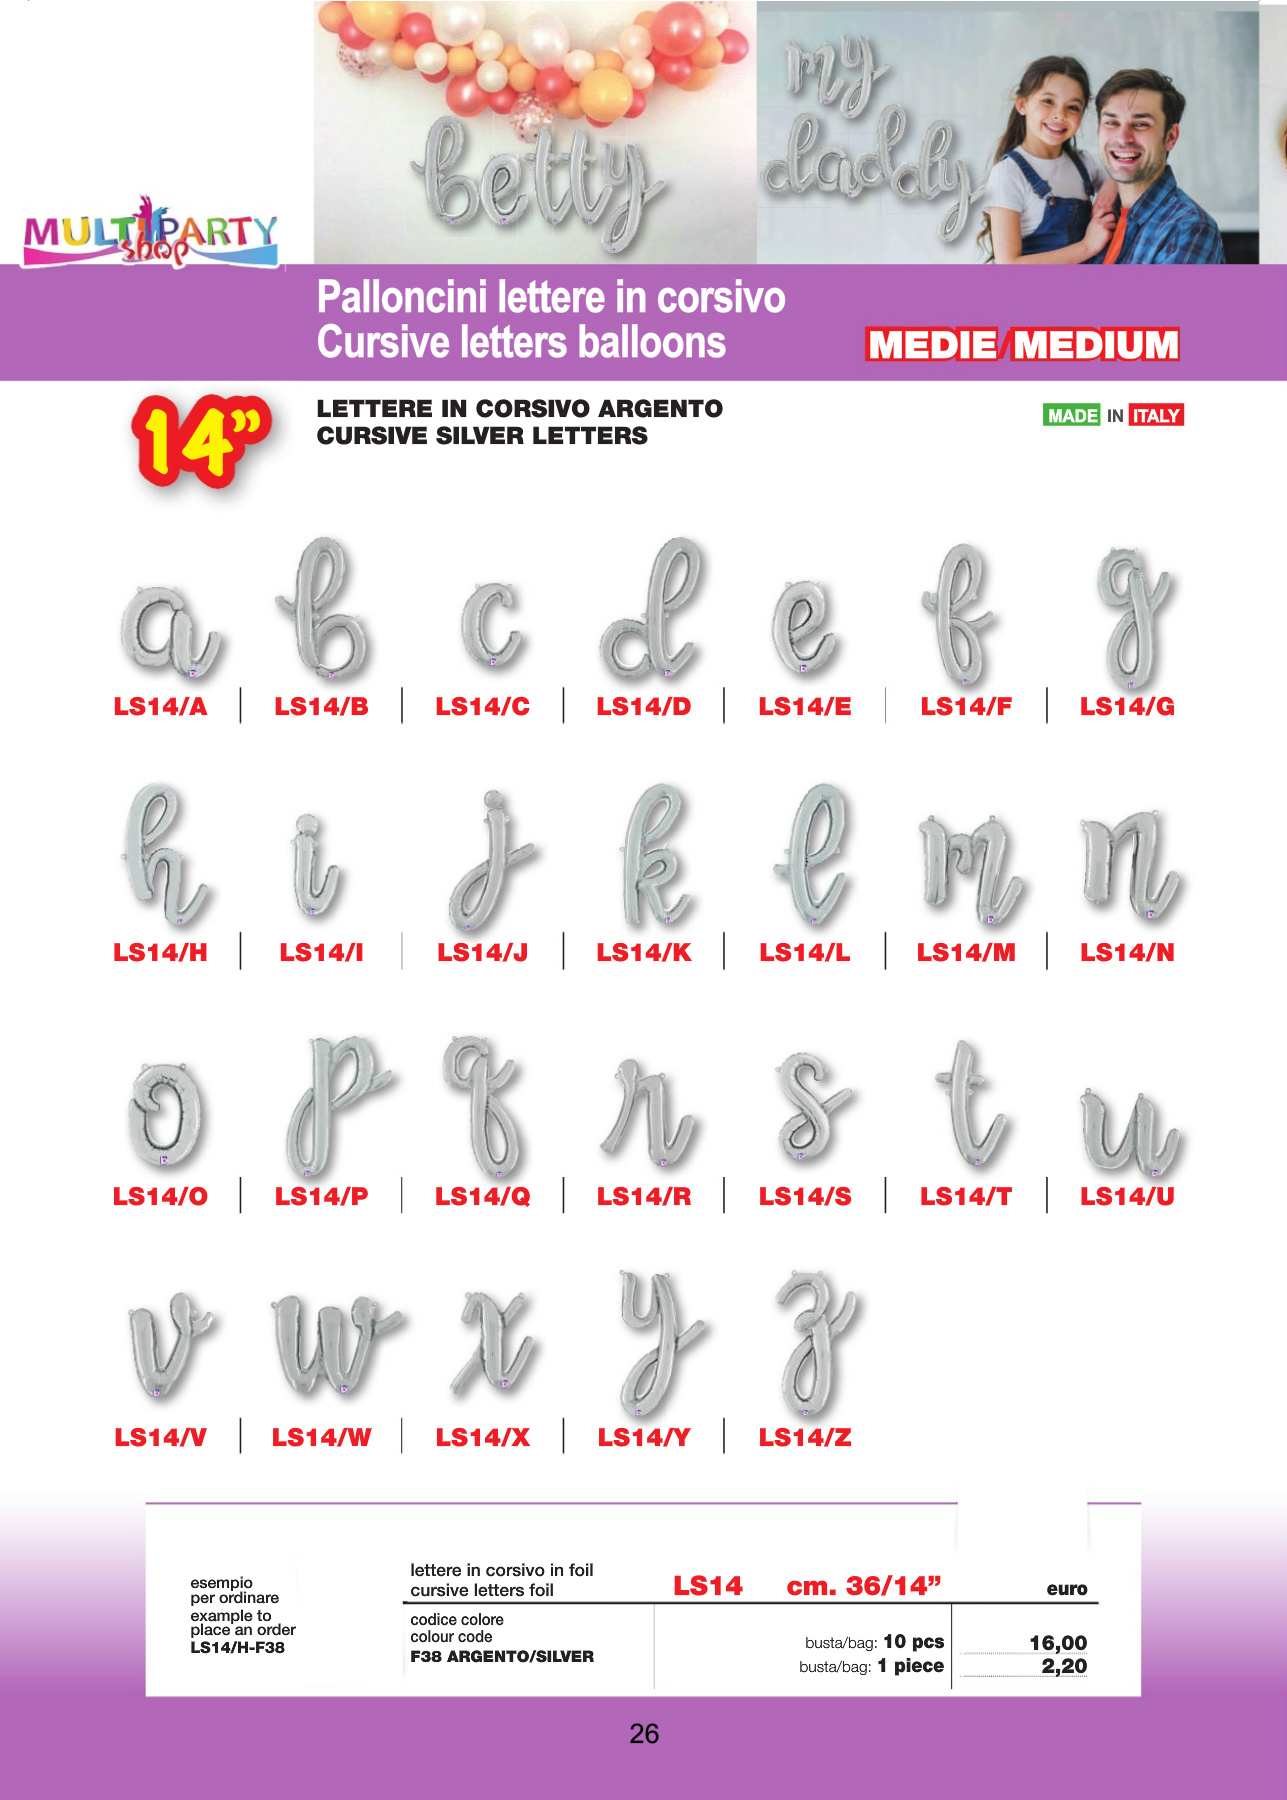 betty
my
daddy
MULTIPARTY
shop
Palloncini lettere in corsivo
Cursive letters balloons
MEDIE/MEDIUM
14”
LETTERE IN CORSIVO ARGENTO
CURSIVE SILVER LETTERS
MADE IN ITALY
a b c d e f g
LS14/A LS14/B LS14/C LS14/D LS14/E LS14/F LS14/G
h i j k l m n
LS14/H LS14/I LS14/J LS14/K LS14/L LS14/M LS14/N
o p q r s t u
LS14/O LS14/P LS14/Q LS14/R LS14/S LS14/T LS14/U
v w x y z
LS14/V LS14/W LS14/X LS14/Y LS14/Z
esempio
per ordinare
example to
place an order
LS14/H-F38
lettere in corsivo in foil
cursive letters foil
LS14 cm. 36/14” euro
codice colore
colour code
F38 ARGENTO/SILVER
busta/bag: 10 pcs 16,00
busta/bag: 1 piece 2,20
26